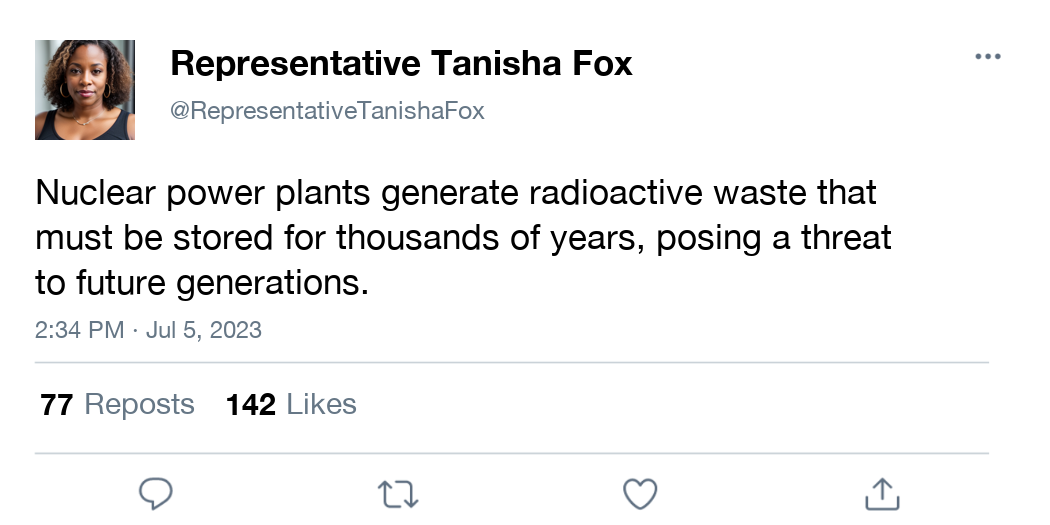 Representative Tanisha Fox
@RepresentativeTanishaFox
Nuclear power plants generate radioactive waste that
must be stored for thousands of years, posing a threat
to future generations.
2:34 PM · Jul 5, 2023
77 Reposts 142 Likes